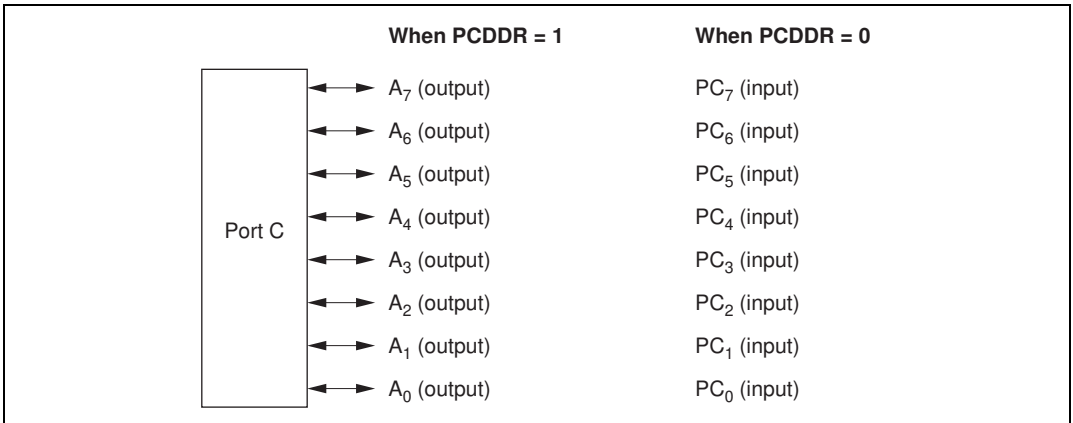 When PCDDR = 1 When PCDDR = 0
A₇ (output) PC₇ (input)
A₆ (output) PC₆ (input)
A₅ (output) PC₅ (input)
Port C A₄ (output) PC₄ (input)
A₃ (output) PC₃ (input)
A₂ (output) PC₂ (input)
A₁ (output) PC₁ (input)
A₀ (output) PC₀ (input)